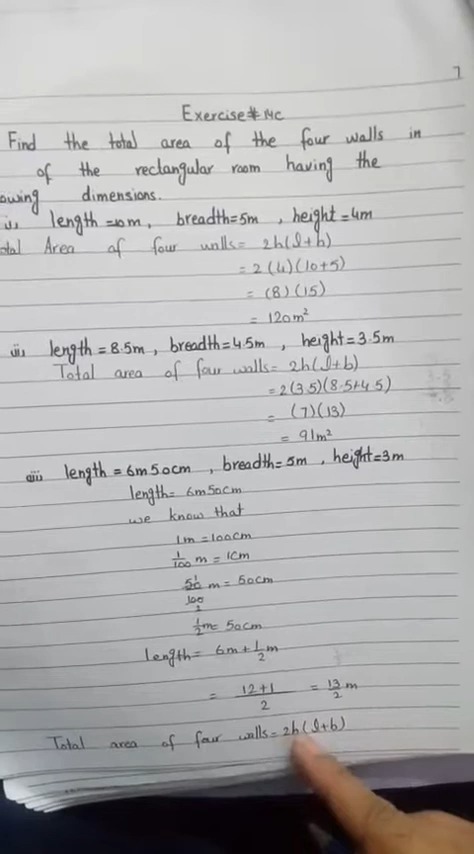 7
Exercise # 14C
Find the total area of the four walls in
of the rectangular room having the
owing dimensions.
length = 10m, breadth = 5m, height = 4m
otal Area of four walls = 2h(l+b)
= 2(4)(10+5)
= (8)(15)
= 120m²
(ii) length = 8.5m, breadth = 4.5m, height = 3.5m
Total area of four walls = 2h(l+b)
= 2(3.5)(8.5+4.5)
= (7)(13)
= 91m²
(iii) length = 6m50cm, breadth = 5m, height = 3m
length = 6m50cm
we know that
1m = 100cm
1/100 m = 1cm
50/100 m = 50cm
1/2 m = 50cm
length = 6m + 1/2 m
= 12+1/2 = 13/2 m
Total area of four walls = 2h(l+b)